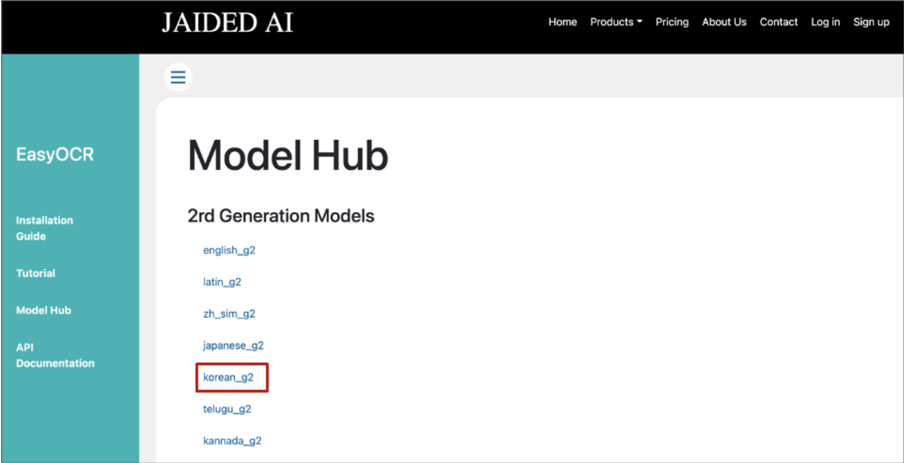 JAIDED AI
Home Products Pricing About Us Contact Log in Sign up
EasyOCR
Installation
Guide
Tutorial
Model Hub
API
Documentation
Model Hub
2rd Generation Models
english_g2
latin_g2
zh_sim_g2
japanese_g2
korean_g2
telugu_g2
kannada_g2